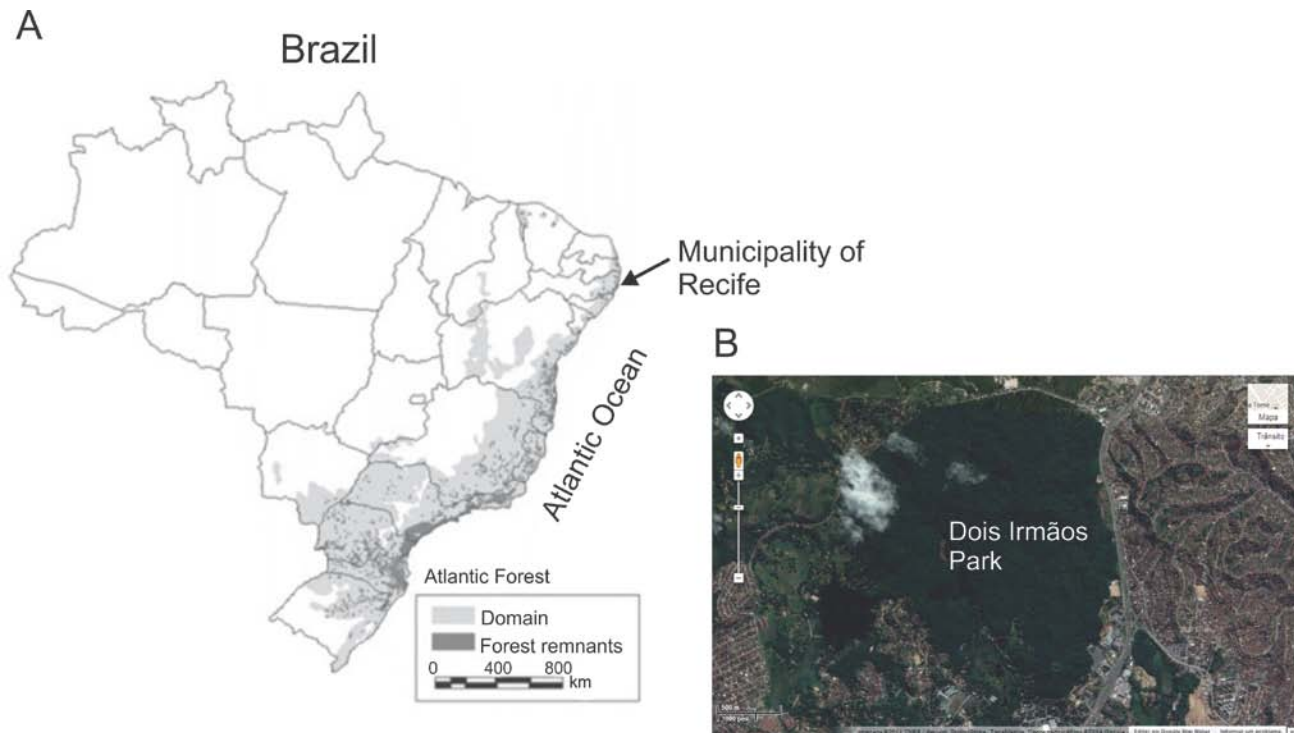 A
Brazil
Municipality of
Recife
Atlantic Ocean
Atlantic Forest
Domain
Forest remnants
0 400 800
km
B
Mapa
Trânsito
Dois Irmãos
Park
500 m